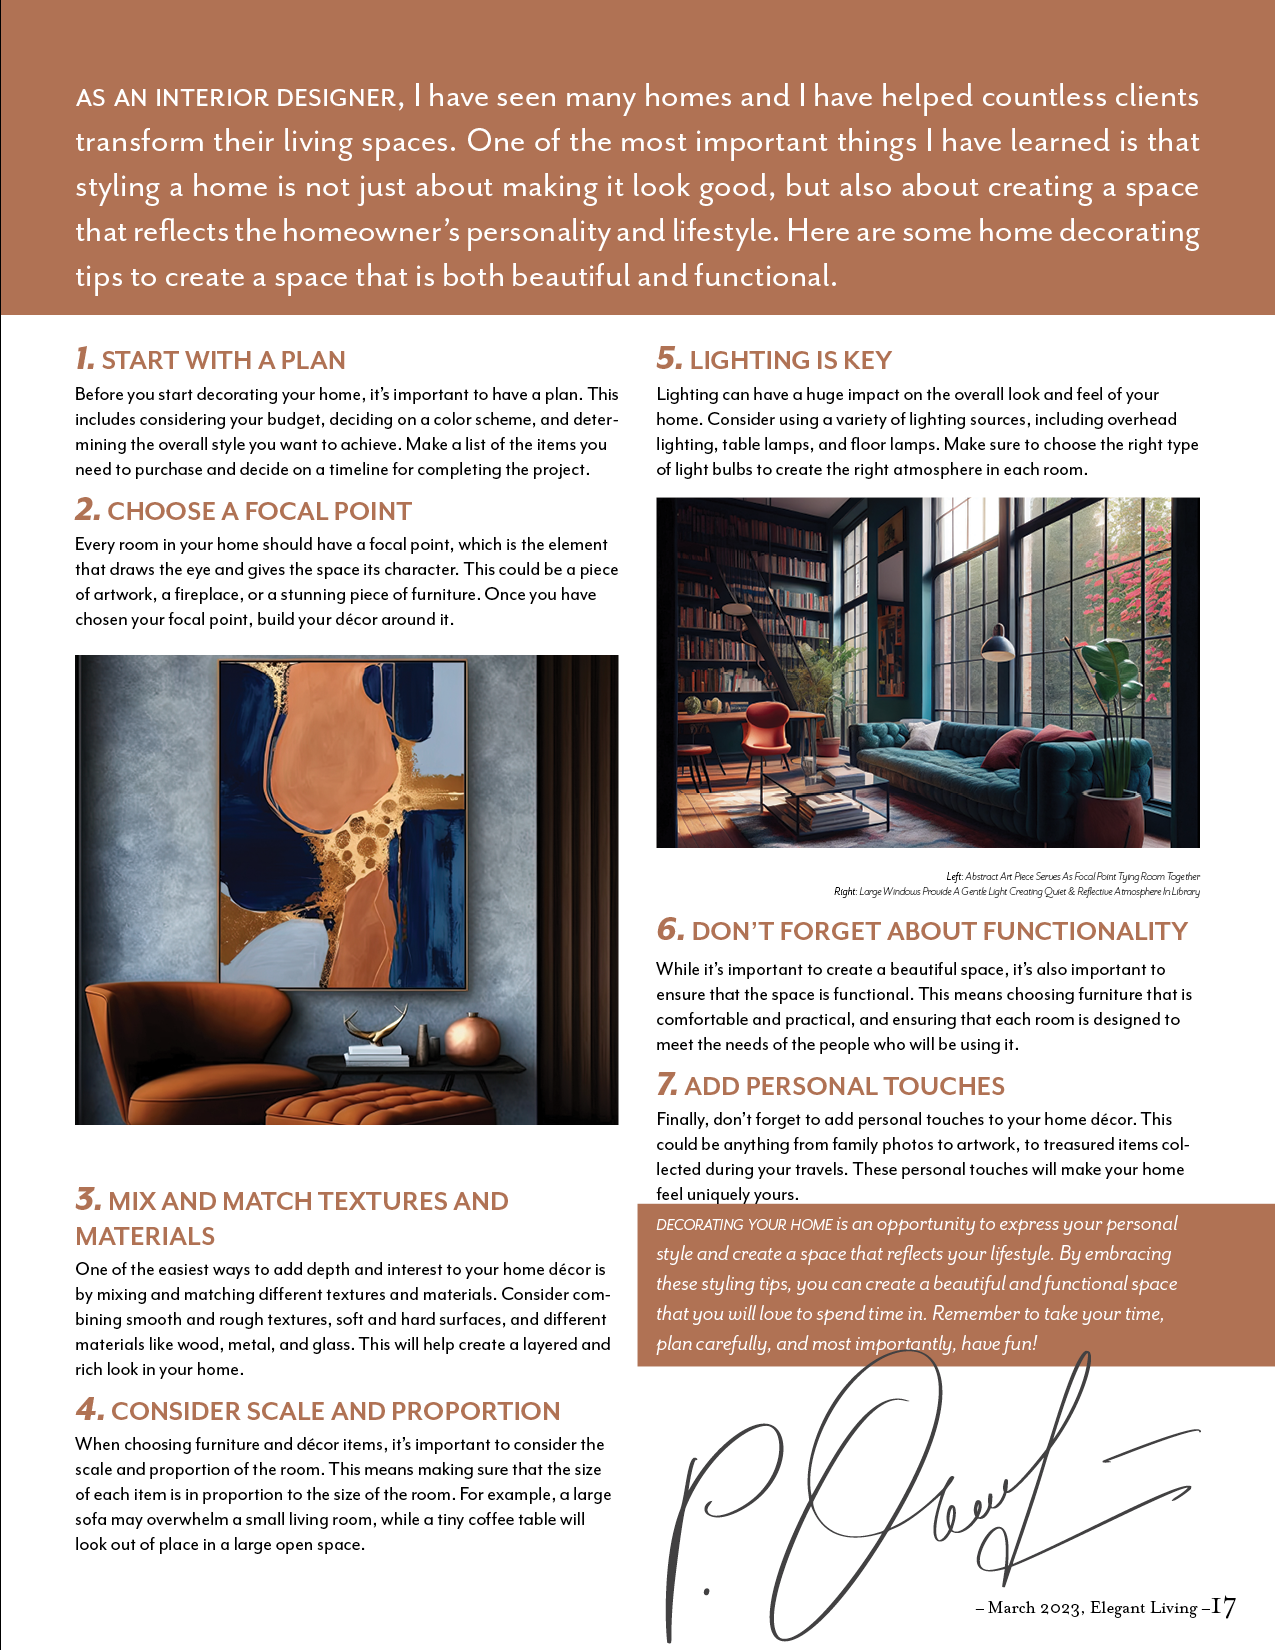 AS AN INTERIOR DESIGNER, I have seen many homes and I have helped countless clients
transform their living spaces. One of the most important things I have learned is that
styling a home is not just about making it look good, but also about creating a space
that reflects the homeowner's personality and lifestyle. Here are some home decorating
tips to create a space that is both beautiful and functional.
1. START WITH A PLAN
Before you start decorating your home, it's important to have a plan. This
includes considering your budget, deciding on a color scheme, and deter-
mining the overall style you want to achieve. Make a list of the items you
need to purchase and decide on a timeline for completing the project.
2. CHOOSE A FOCAL POINT
Every room in your home should have a focal point, which is the element
that draws the eye and gives the space its character. This could be a piece
of artwork, a fireplace, or a stunning piece of furniture. Once you have
chosen your focal point, build your décor around it.
3. MIX AND MATCH TEXTURES AND
MATERIALS
One of the easiest ways to add depth and interest to your home décor is
by mixing and matching different textures and materials. Consider com-
bining smooth and rough textures, soft and hard surfaces, and different
materials like wood, metal, and glass. This will help create a layered and
rich look in your home.
4. CONSIDER SCALE AND PROPORTION
When choosing furniture and décor items, it's important to consider the
scale and proportion of the room. This means making sure that the size
of each item is in proportion to the size of the room. For example, a large
sofa may overwhelm a small living room, while a tiny coffee table will
look out of place in a large open space.
5. LIGHTING IS KEY
Lighting can have a huge impact on the overall look and feel of your
home. Consider using a variety of lighting sources, including overhead
lighting, table lamps, and floor lamps. Make sure to choose the right type
of light bulbs to create the right atmosphere in each room.
Left: Abstract Art Piece Serves As Focal Point Tying Room Together
Right: Large Windows Provide A Gentle Light Creating Quiet & Reflective Atmosphere In Library
6. DON'T FORGET ABOUT FUNCTIONALITY
While it's important to create a beautiful space, it's also important to
ensure that the space is functional. This means choosing furniture that is
comfortable and practical, and ensuring that each room is designed to
meet the needs of the people who will be using it.
7. ADD PERSONAL TOUCHES
Finally, don't forget to add personal touches to your home décor. This
could be anything from family photos to artwork, to treasured items col-
lected during your travels. These personal touches will make your home
feel uniquely yours.
DECORATING YOUR HOME is an opportunity to express your personal
style and create a space that reflects your lifestyle. By embracing
these styling tips, you can create a beautiful and functional space
that you will love to spend time in. Remember to take your time,
plan carefully, and most importantly, have fun!
– March 2023, Elegant Living –17